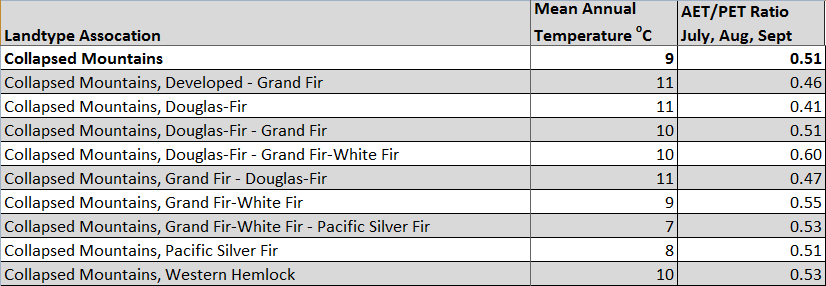 Landtype Assocation Mean Annual Temperature ⁰C AET/PET Ratio July, Aug, Sept
Collapsed Mountains 9 0.51
Collapsed Mountains, Developed - Grand Fir 11 0.46
Collapsed Mountains, Douglas-Fir 11 0.41
Collapsed Mountains, Douglas-Fir - Grand Fir 10 0.51
Collapsed Mountains, Douglas-Fir - Grand Fir-White Fir 10 0.60
Collapsed Mountains, Grand Fir - Douglas-Fir 11 0.47
Collapsed Mountains, Grand Fir-White Fir 9 0.55
Collapsed Mountains, Grand Fir-White Fir - Pacific Silver Fir 7 0.53
Collapsed Mountains, Pacific Silver Fir 8 0.51
Collapsed Mountains, Western Hemlock 10 0.53